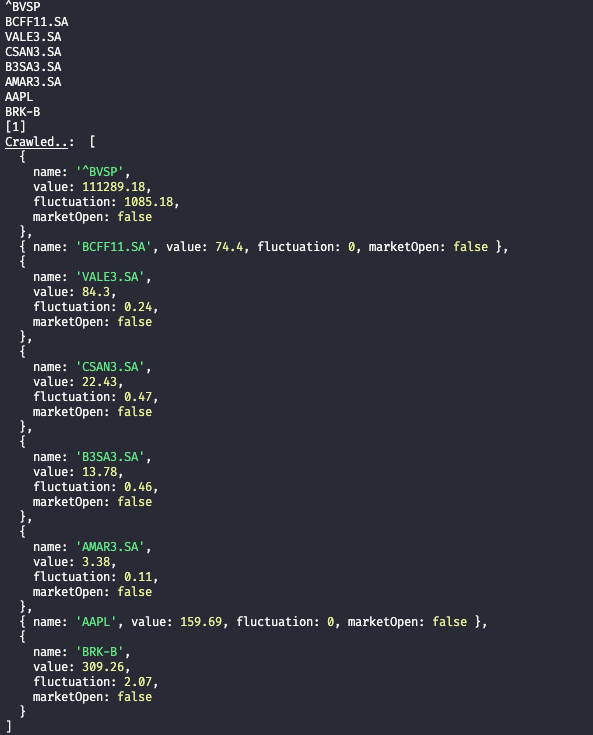 ^BVSP
BCFF11.SA
VALE3.SA
CSAN3.SA
B3SA3.SA
AMAR3.SA
AAPL
BRK-B
[1]
Crawled..:  [
  {
    name: '^BVSP',
    value: 111289.18,
    fluctuation: 1085.18,
    marketOpen: false
  },
  { name: 'BCFF11.SA', value: 74.4, fluctuation: 0, marketOpen: false },
  {
    name: 'VALE3.SA',
    value: 84.3,
    fluctuation: 0.24,
    marketOpen: false
  },
  {
    name: 'CSAN3.SA',
    value: 22.43,
    fluctuation: 0.47,
    marketOpen: false
  },
  {
    name: 'B3SA3.SA',
    value: 13.78,
    fluctuation: 0.46,
    marketOpen: false
  },
  {
    name: 'AMAR3.SA',
    value: 3.38,
    fluctuation: 0.11,
    marketOpen: false
  },
  { name: 'AAPL', value: 159.69, fluctuation: 0, marketOpen: false },
  {
    name: 'BRK-B',
    value: 309.26,
    fluctuation: 2.07,
    marketOpen: false
  }
]